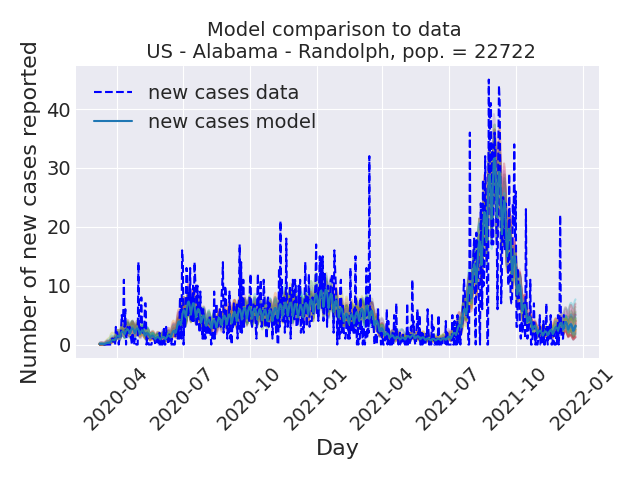 Model comparison to data
US - Alabama - Randolph, pop. = 22722
new cases data
new cases model
Number of new cases reported
40
30
20
10
0
2020-04
2020-07
2020-10
2021-01
2021-04
2021-07
2021-10
2022-01
Day